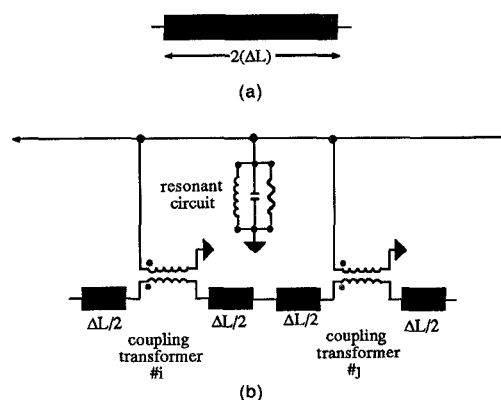 2(ΔL)
(a)
resonant
circuit
ΔL/2
ΔL/2
ΔL/2
ΔL/2
coupling
transformer
#i
coupling
transformer
#j
(b)